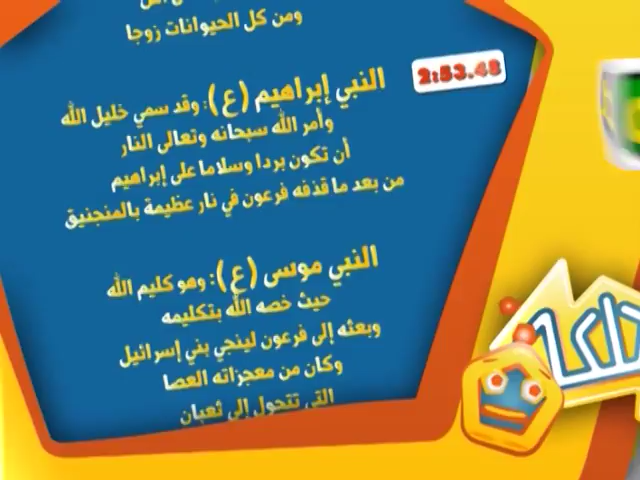 ومن كل الحيوانات زوجا
2:53.48
النبي إبراهيم (ع): وقد سمي خليل الله
وأمر الله سبحانه وتعالى النار
أن تكون بردا وسلاما على إبراهيم
من بعد ما قذفه فرعون في نار عظيمة بالمنجنيق
النبي موسى (ع): وهو كليم الله
حيث خصه الله بتكليمه
وبعثه إلى فرعون لينجي بني إسرائيل
وكان من معجزاته العصا
التي تتحول إلى ثعبان